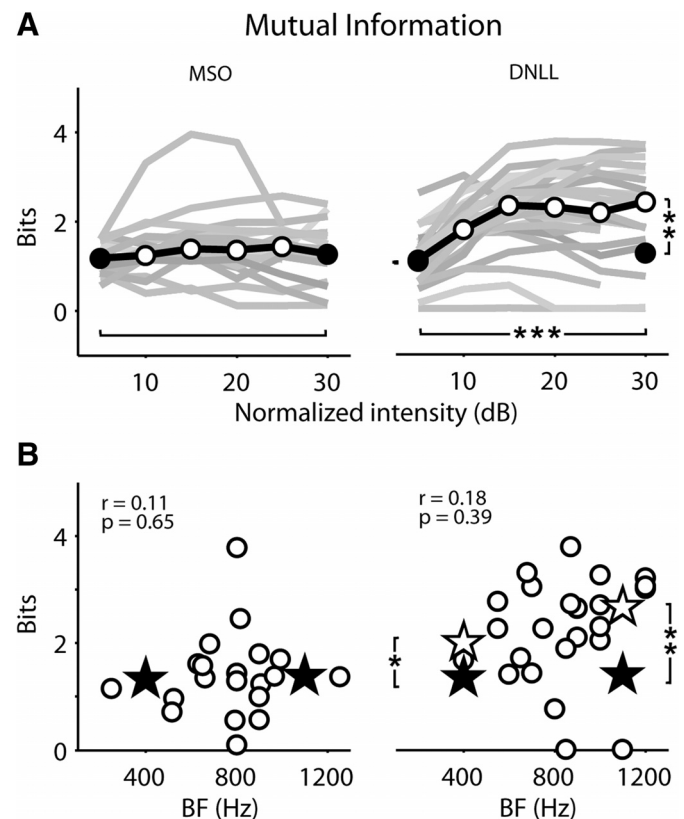 A
Mutual Information
MSO
DNLL
Bits
4
2
0
**
***
10
20
30
10
20
30
Normalized intensity (dB)
B
r = 0.11
p = 0.65
r = 0.18
p = 0.39
Bits
4
2
0
*
**
400
800
1200
400
800
1200
BF (Hz)
BF (Hz)